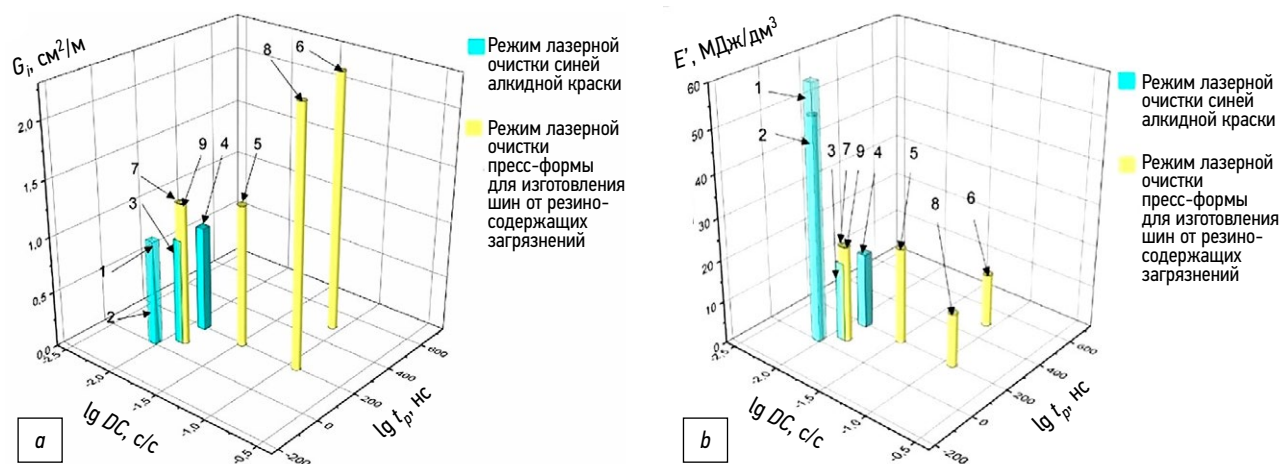 G_i, см²/м
2.0
1.5
1.0
0.5
0.0
-2.5
-2.0
-1.5
-1.0
-0.5
-200
0
200
400
600
lg DC, с/с
lg t_p, нс
8
6
7
9
4
5
3
1
2
Режим лазерной
очистки синей
алкидной краски
Режим лазерной
очистки
пресс-формы
для изготовления
шин от резино-
содержащих
загрязнений
a
E', МДж/дм³
60
50
40
30
20
10
0
-2.5
-2.0
-1.5
-1.0
-0.5
-200
0
200
400
600
lg DC, с/с
lg t_p, нс
1
2
3
7
9
4
5
8
6
Режим лазерной
очистки синей
алкидной краски
Режим лазерной
очистки
пресс-формы
для изготовления
шин от резино-
содержащих
загрязнений
b